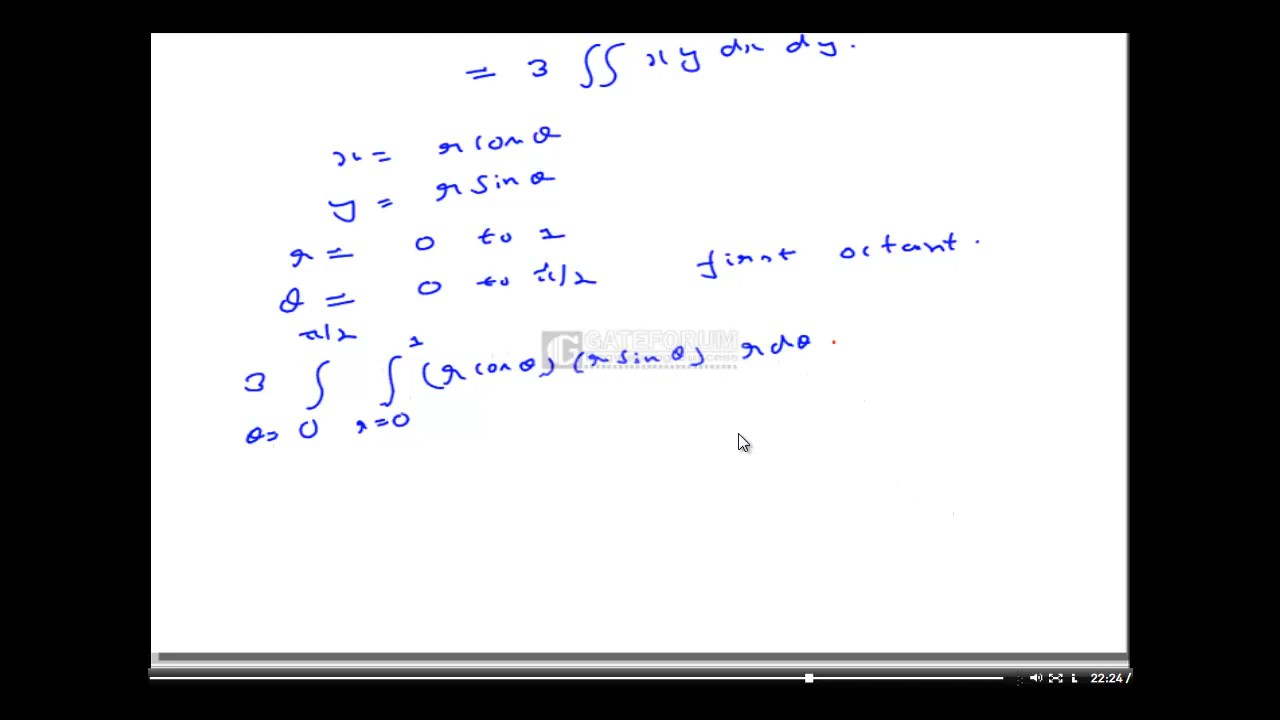 = 3 ∬ x y dx dy.
x = r cos θ
y = r sin θ
r = 0 to 1
θ = 0 to π/2 first octant.
3 ∫_{θ=0}^{π/2} ∫_{r=0}^{1} (r cos θ) (r sin θ) r dθ
GATEFORUM
22:24 /